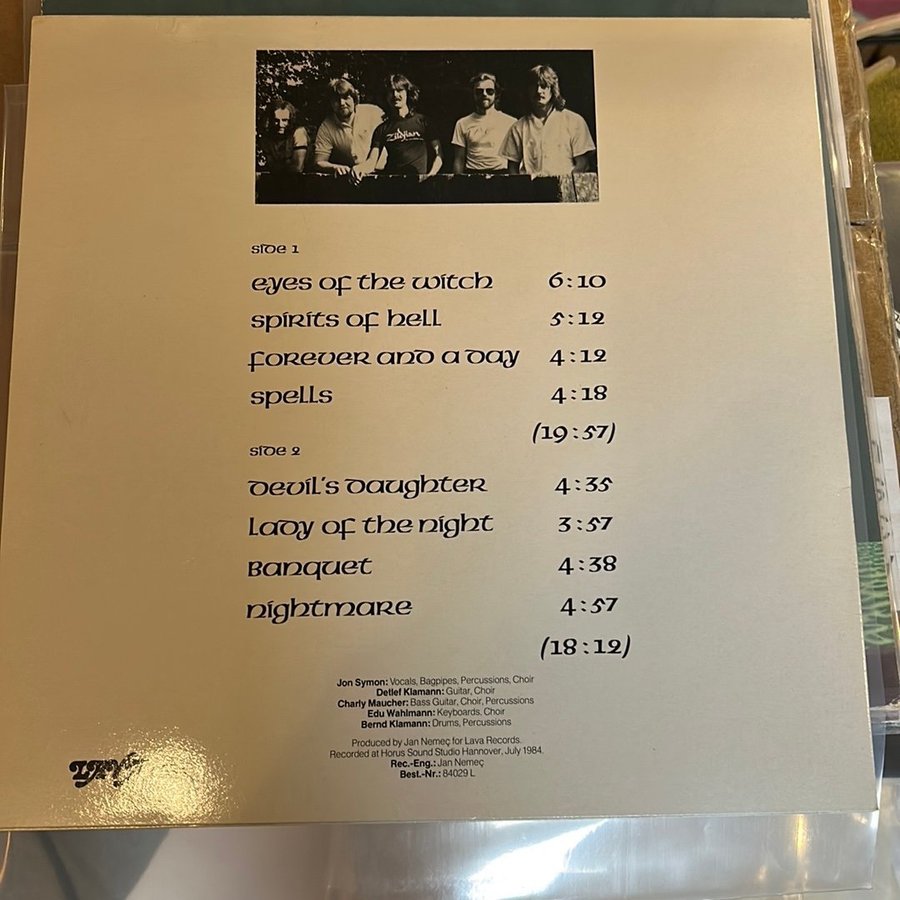 Zildjian
side 1
eyes of the witch 6:10
spirits of hell 5:12
forever and a day 4:12
spells 4:18
(19:57)
side 2
devil's daughter 4:35
lady of the night 3:57
Banquet 4:38
nightmare 4:57
(18:12)
Jon Symon: Vocals, Bagpipes, Percussions, Choir
Detlef Klamann: Guitar, Choir
Charly Maucher: Bass Guitar, Choir, Percussions
Edu Wahlmann: Keyboards, Choir
Bernd Klamann: Drums, Percussions
Produced by Jan Nemeç for Lava Records.
Recorded at Horus Sound Studio Hannover, July 1984.
Rec.-Eng.: Jan Nemeç
Best.-Nr.: 84029 L